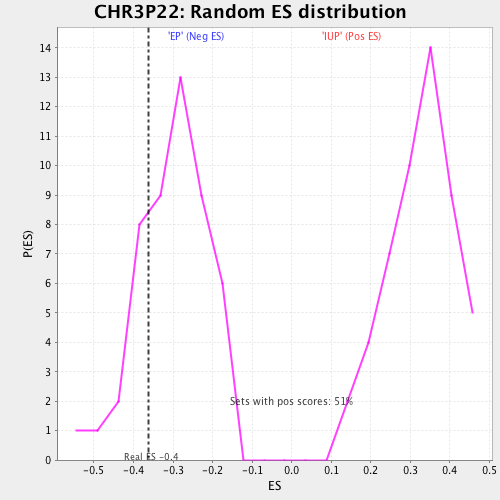 CHR3P22: Random ES distribution
'EP' (Neg ES) 'IUP' (Pos ES)
14
13
12
11
10
9
8
7
6
5
4
3
2
1
0
P(ES)
Sets with pos scores: 51%
Real ES -0.4
-0.5 -0.4 -0.3 -0.2 -0.1 0.0 0.1 0.2 0.3 0.4 0.5
ES